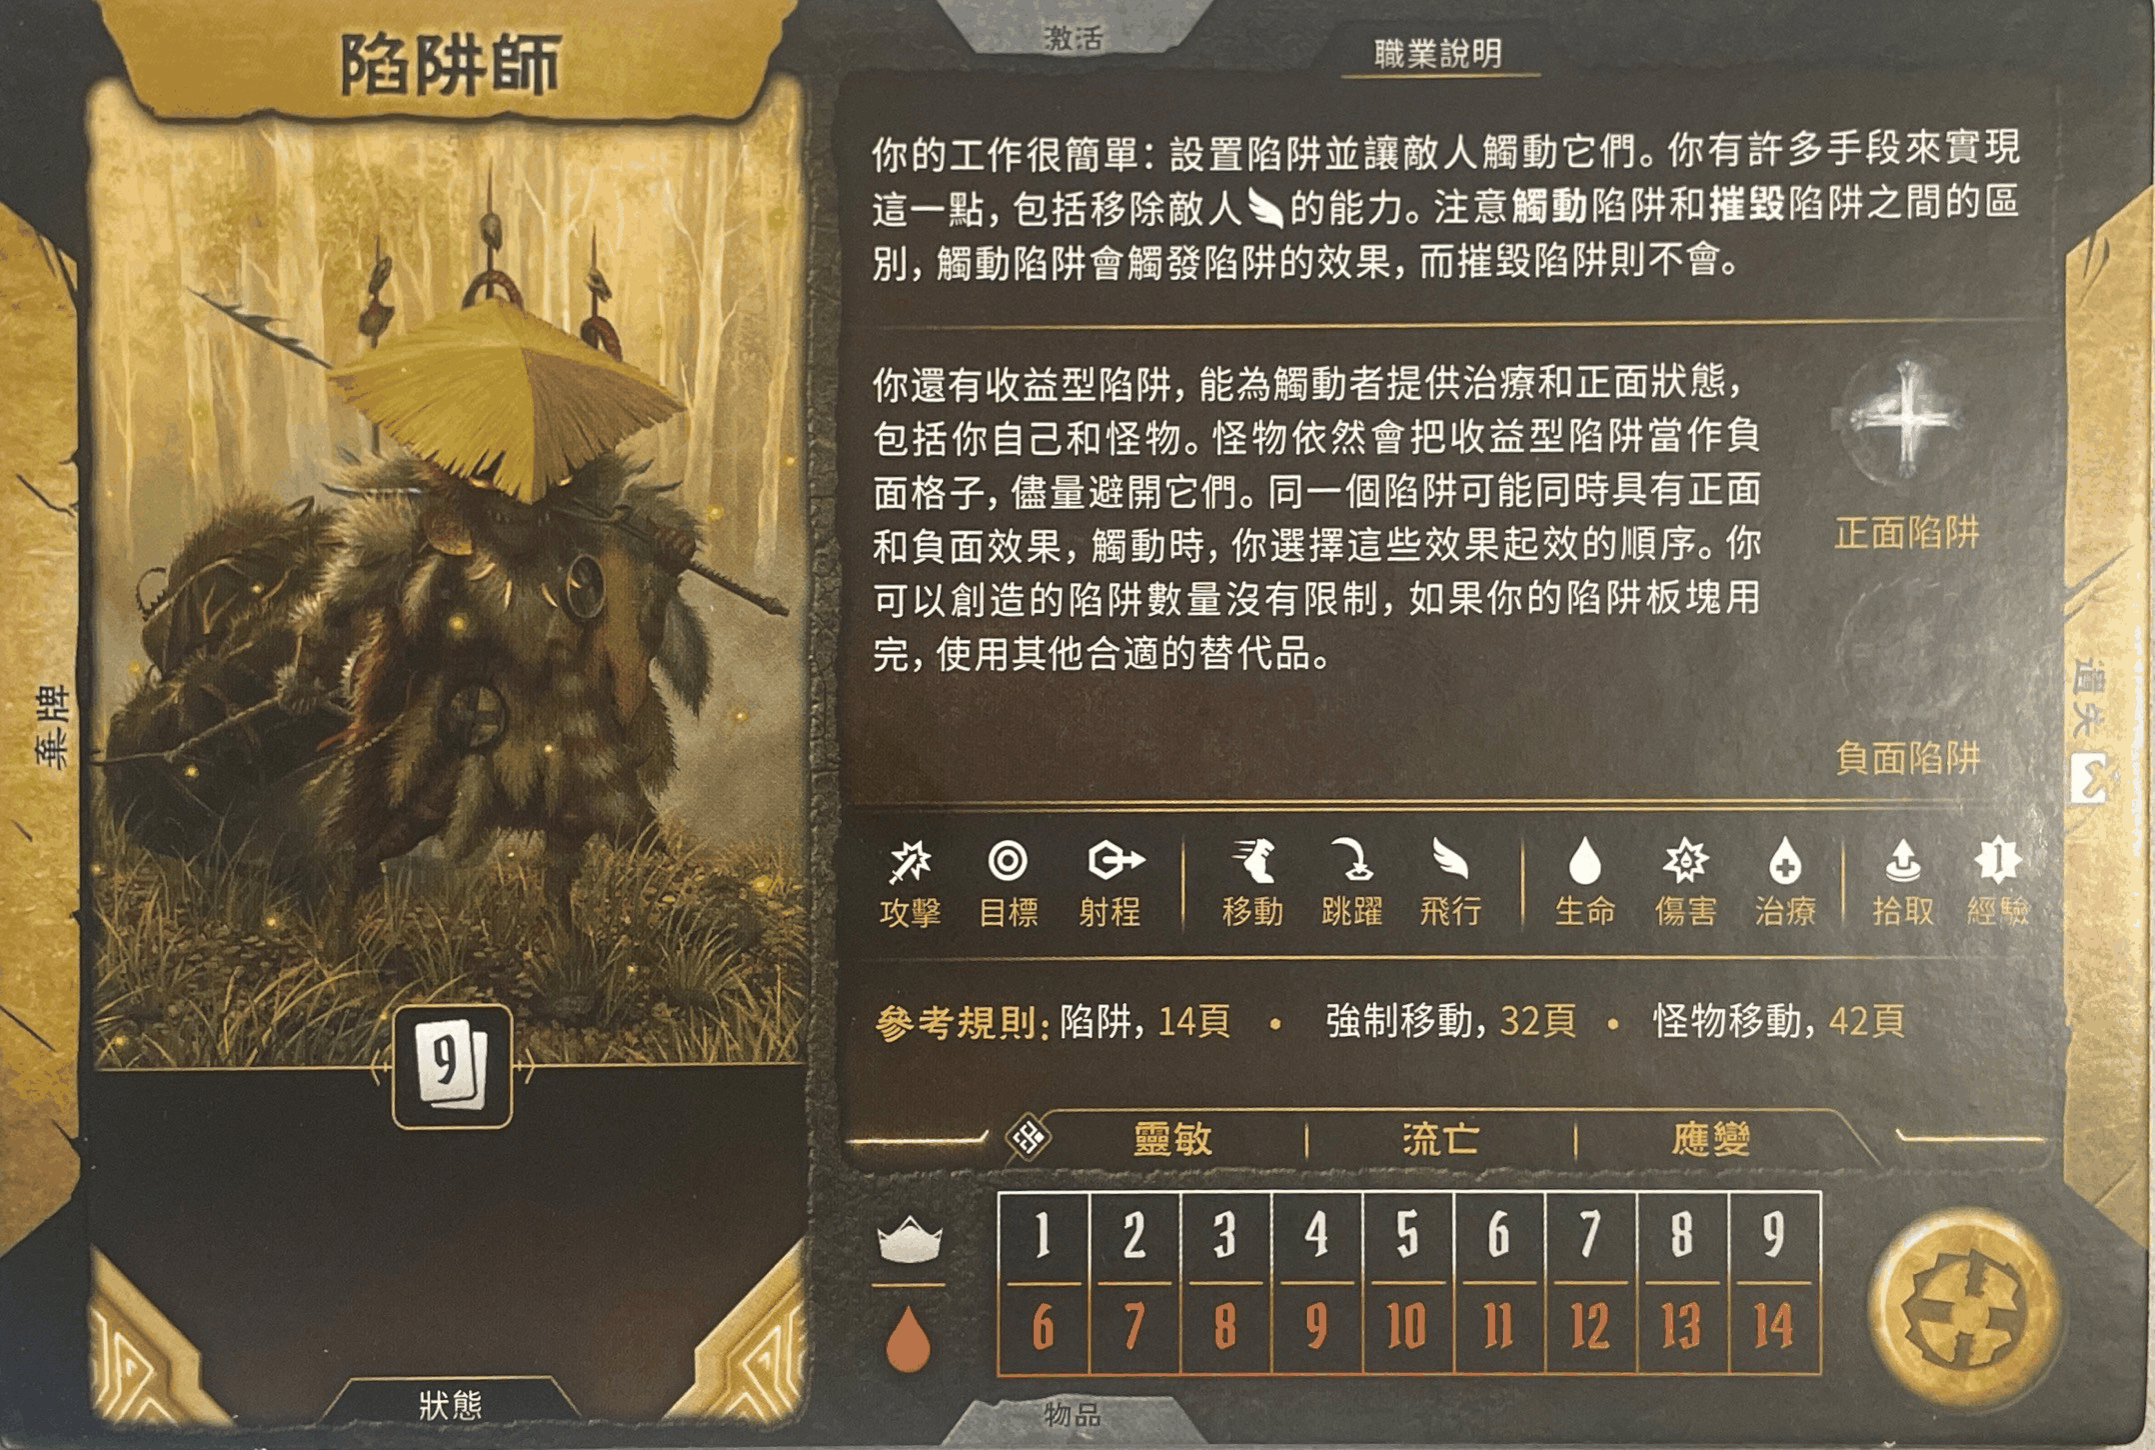 陷阱師
激活
職業說明
你的工作很簡單：設置陷阱並讓敵人觸動它們。你有許多手段來實現
這一點，包括移除敵人的能力。注意觸動陷阱和摧毀陷阱之間的區
別，觸動陷阱會觸發陷阱的效果，而摧毀陷阱則不會。
你還有收益型陷阱，能為觸動者提供治療和正面狀態，
包括你自己和怪物。怪物依然會把收益型陷阱當作負
面格子，儘量避開它們。同一個陷阱可能同時具有正面
和負面效果，觸動時，你選擇這些效果起效的順序。你
可以創造的陷阱數量沒有限制，如果你的陷阱板塊用
完，使用其他合適的替代品。
正面陷阱
負面陷阱
棄牌
遺失
攻擊 目標 射程 移動 跳躍 飛行 生命 傷害 治療 拾取 經驗
1
參考規則：陷阱，14頁 • 強制移動，32頁 • 怪物移動，42頁
9
靈敏 | 流亡 | 應變
1 2 3 4 5 6 7 8 9
6 7 8 9 10 11 12 13 14
狀態
物品